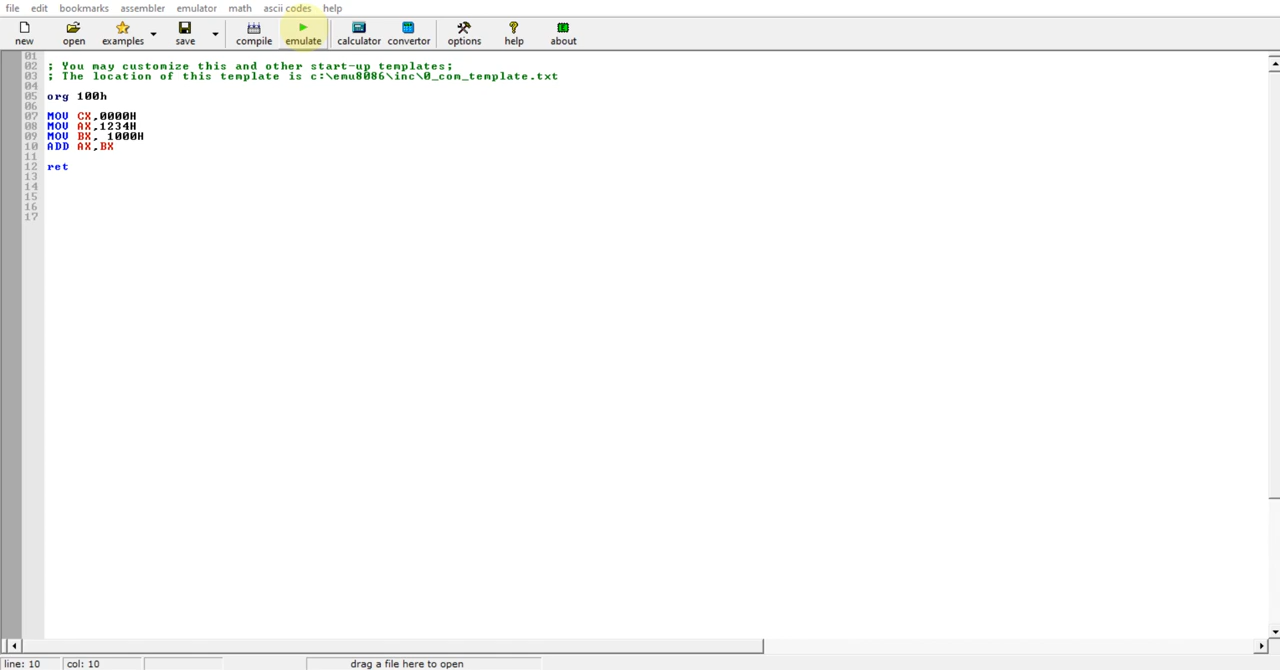 file edit bookmarks assembler emulator math ascii codes help
new open examples save compile emulate calculator convertor options help about
01
02 ; You may customize this and other start-up templates;
03 ; The location of this template is c:\emu8086\inc\0_com_template.txt
04
05 org 100h
06
07 MOV CX,0000H
08 MOV AX,1234H
09 MOV BX, 1000H
10 ADD AX,BX
11
12 ret
13
14
15
16
17
line: 10 col: 10 drag a file here to open